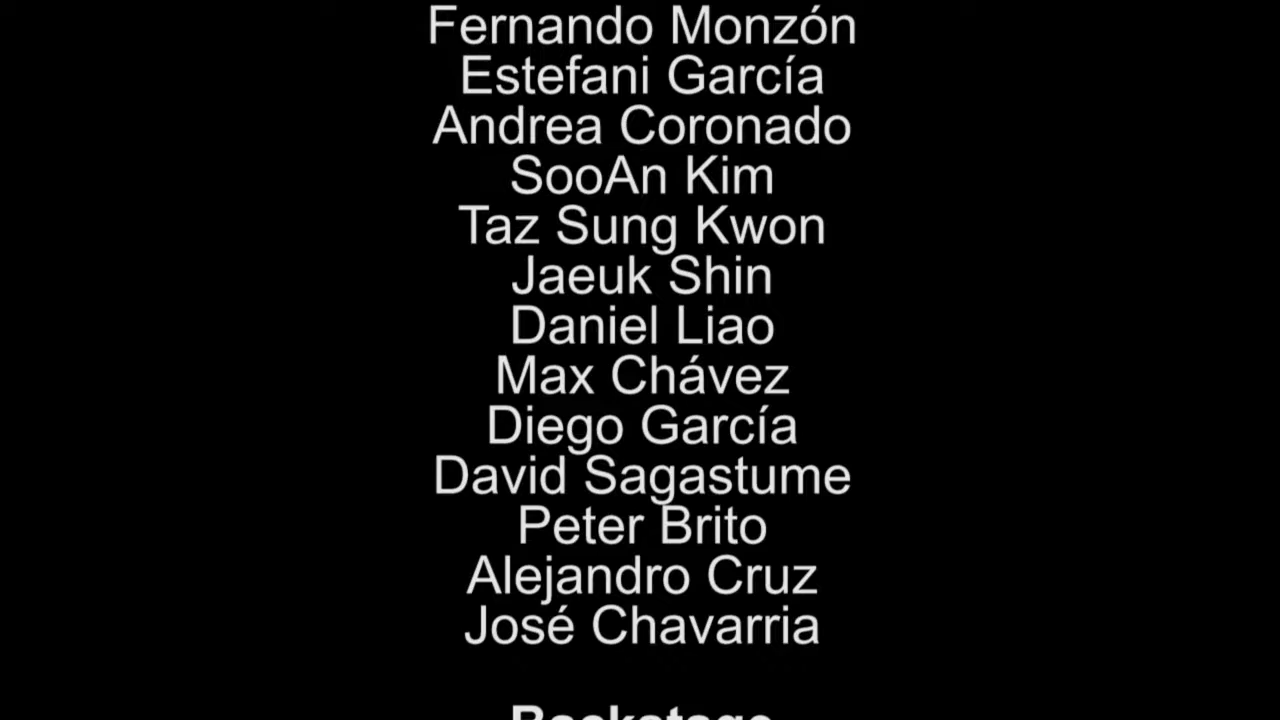 Fernando Monzón
Estefani García
Andrea Coronado
SooAn Kim
Taz Sung Kwon
Jaeuk Shin
Daniel Liao
Max Chávez
Diego García
David Sagastume
Peter Brito
Alejandro Cruz
José Chavarria
Backstage